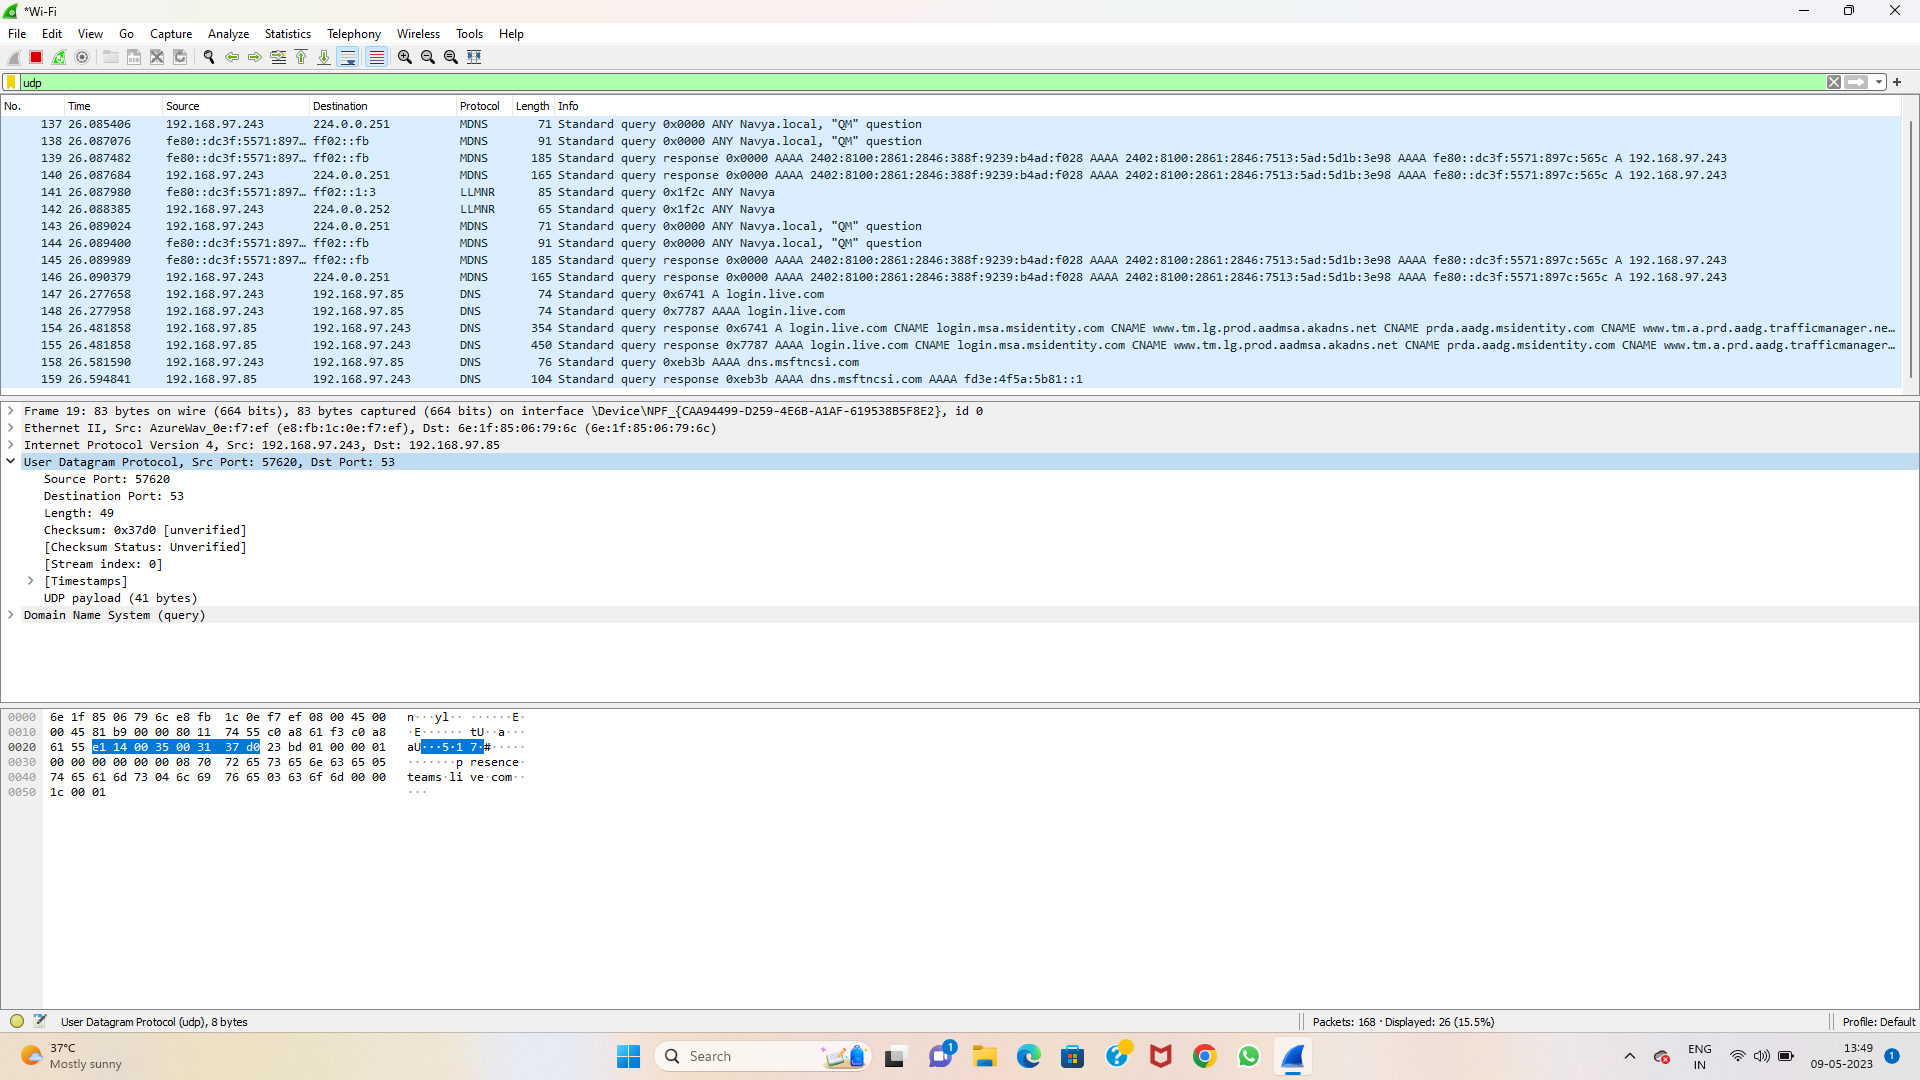 *Wi-Fi
File Edit View Go Capture Analyze Statistics Telephony Wireless Tools Help
udp
No. Time Source Destination Protocol Length Info
137 26.085406 192.168.97.243 224.0.0.251 MDNS 71 Standard query 0x0000 ANY Navya.local, "QM" question
138 26.087076 fe80::dc3f:5571:897… ff02::fb MDNS 91 Standard query 0x0000 ANY Navya.local, "QM" question
139 26.087482 fe80::dc3f:5571:897… ff02::fb MDNS 185 Standard query response 0x0000 AAAA 2402:8100:2861:2846:388f:9239:b4ad:f028 AAAA 2402:8100:2861:2846:7513:5ad:5d1b:3e98 AAAA fe80::dc3f:5571:897c:565c A 192.168.97.243
140 26.087684 192.168.97.243 224.0.0.251 MDNS 165 Standard query response 0x0000 AAAA 2402:8100:2861:2846:388f:9239:b4ad:f028 AAAA 2402:8100:2861:2846:7513:5ad:5d1b:3e98 AAAA fe80::dc3f:5571:897c:565c A 192.168.97.243
141 26.087980 fe80::dc3f:5571:897… ff02::1:3 LLMNR 85 Standard query 0x1f2c ANY Navya
142 26.088385 192.168.97.243 224.0.0.252 LLMNR 65 Standard query 0x1f2c ANY Navya
143 26.089024 192.168.97.243 224.0.0.251 MDNS 71 Standard query 0x0000 ANY Navya.local, "QM" question
144 26.089400 fe80::dc3f:5571:897… ff02::fb MDNS 91 Standard query 0x0000 ANY Navya.local, "QM" question
145 26.089989 fe80::dc3f:5571:897… ff02::fb MDNS 185 Standard query response 0x0000 AAAA 2402:8100:2861:2846:388f:9239:b4ad:f028 AAAA 2402:8100:2861:2846:7513:5ad:5d1b:3e98 AAAA fe80::dc3f:5571:897c:565c A 192.168.97.243
146 26.090379 192.168.97.243 224.0.0.251 MDNS 165 Standard query response 0x0000 AAAA 2402:8100:2861:2846:388f:9239:b4ad:f028 AAAA 2402:8100:2861:2846:7513:5ad:5d1b:3e98 AAAA fe80::dc3f:5571:897c:565c A 192.168.97.243
147 26.277658 192.168.97.243 192.168.97.85 DNS 74 Standard query 0x6741 A login.live.com
148 26.277958 192.168.97.243 192.168.97.85 DNS 74 Standard query 0x7787 AAAA login.live.com
154 26.481858 192.168.97.85 192.168.97.243 DNS 354 Standard query response 0x6741 A login.live.com CNAME login.msa.msidentity.com CNAME www.tm.lg.prod.aadmsa.akadns.net CNAME prda.aadg.msidentity.com CNAME www.tm.a.prd.aadg.trafficmanager.ne…
155 26.481858 192.168.97.85 192.168.97.243 DNS 450 Standard query response 0x7787 AAAA login.live.com CNAME login.msa.msidentity.com CNAME www.tm.lg.prod.aadmsa.akadns.net CNAME prda.aadg.msidentity.com CNAME www.tm.a.prd.aadg.trafficmanager…
158 26.581590 192.168.97.243 192.168.97.85 DNS 76 Standard query 0xeb3b AAAA dns.msftncsi.com
159 26.594841 192.168.97.85 192.168.97.243 DNS 104 Standard query response 0xeb3b AAAA dns.msftncsi.com AAAA fd3e:4f5a:5b81::1
Frame 19: 83 bytes on wire (664 bits), 83 bytes captured (664 bits) on interface \Device\NPF_{CAA94499-D259-4E6B-A1AF-619538B5F8E2}, id 0
Ethernet II, Src: AzureWav_0e:f7:ef (e8:fb:1c:0e:f7:ef), Dst: 6e:1f:85:06:79:6c (6e:1f:85:06:79:6c)
Internet Protocol Version 4, Src: 192.168.97.243, Dst: 192.168.97.85
User Datagram Protocol, Src Port: 57620, Dst Port: 53
Source Port: 57620
Destination Port: 53
Length: 49
Checksum: 0x37d0 [unverified]
[Checksum Status: Unverified]
[Stream index: 0]
[Timestamps]
UDP payload (41 bytes)
Domain Name System (query)
0000 6e 1f 85 06 79 6c e8 fb 1c 0e f7 ef 08 00 45 00 n···yl·· ······E·
0010 00 45 81 b9 00 00 80 11 74 55 c0 a8 61 f3 c0 a8 ·E······ tU··a···
0020 61 55 e1 14 00 35 00 31 37 d0 23 bd 01 00 00 01 aU···5·1 7·#·····
0030 00 00 00 00 00 00 08 70 72 65 73 65 6e 63 65 05 ·······p resence·
0040 74 65 61 6d 73 04 6c 69 76 65 03 63 6f 6d 00 00 teams·li ve·com··
0050 1c 00 01 ···
User Datagram Protocol (udp), 8 bytes
Packets: 168 · Displayed: 26 (15.5%)
Profile: Default
37°C
Mostly sunny
Search
1
ENG
IN
13:49
09-05-2023
1